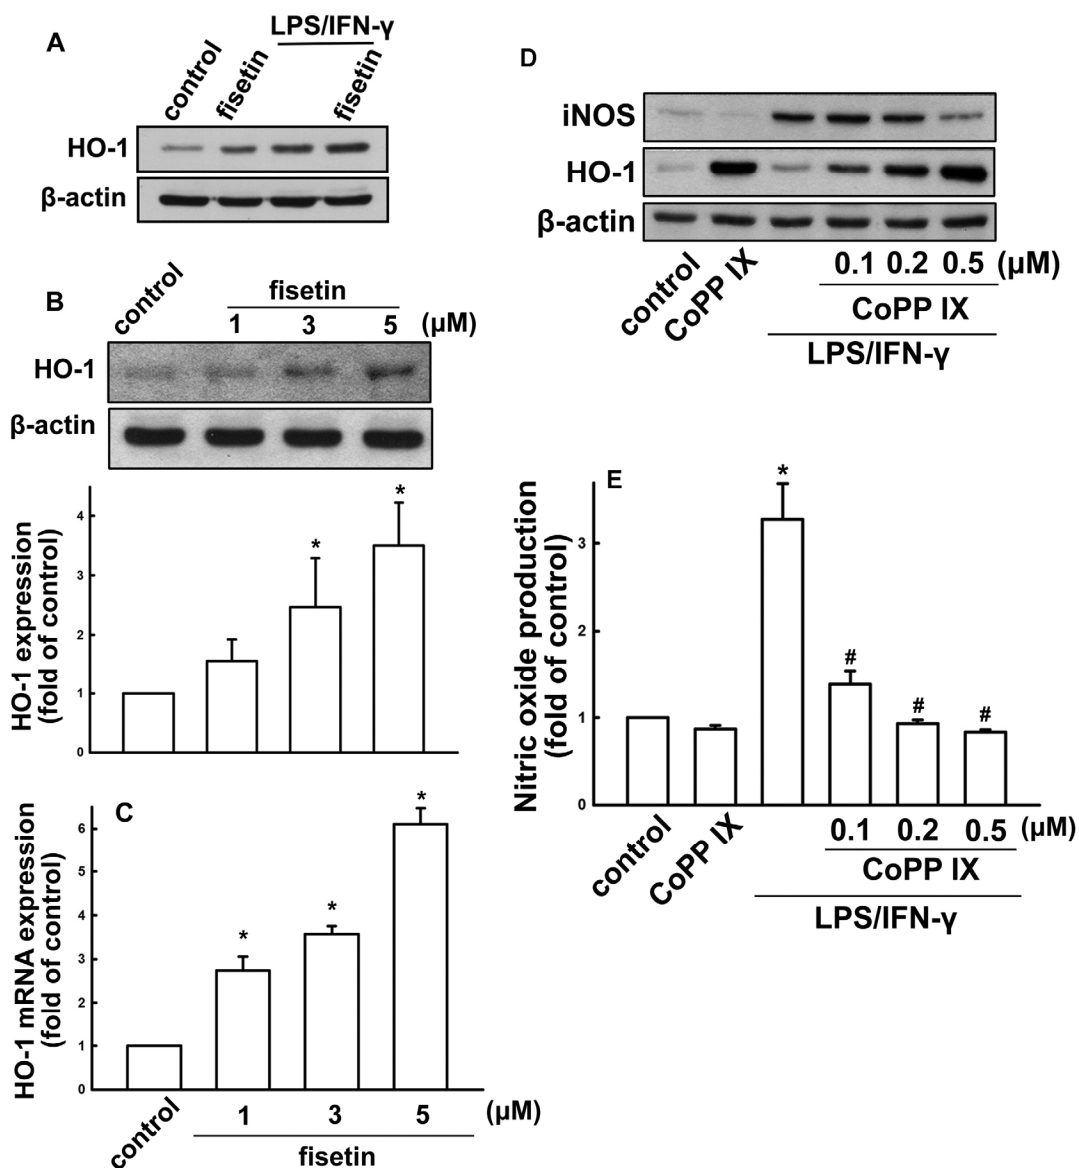 A
LPS/IFN-γ
control
fisetin
fisetin
HO-1
β-actin
B
control
fisetin
1 3 5 (μM)
HO-1
β-actin
HO-1 expression
(fold of control)
4
3
2
1
0
* *
C
HO-1 mRNA expression
(fold of control)
6
5
4
3
2
1
0
* * *
control
1 3 5 (μM)
fisetin
D
iNOS
HO-1
β-actin
control
CoPP IX
0.1 0.2 0.5 (μM)
CoPP IX
LPS/IFN-γ
E
Nitric oxide production
(fold of control)
3
2
1
0
*
# # #
control
CoPP IX
0.1 0.2 0.5 (μM)
CoPP IX
LPS/IFN-γ